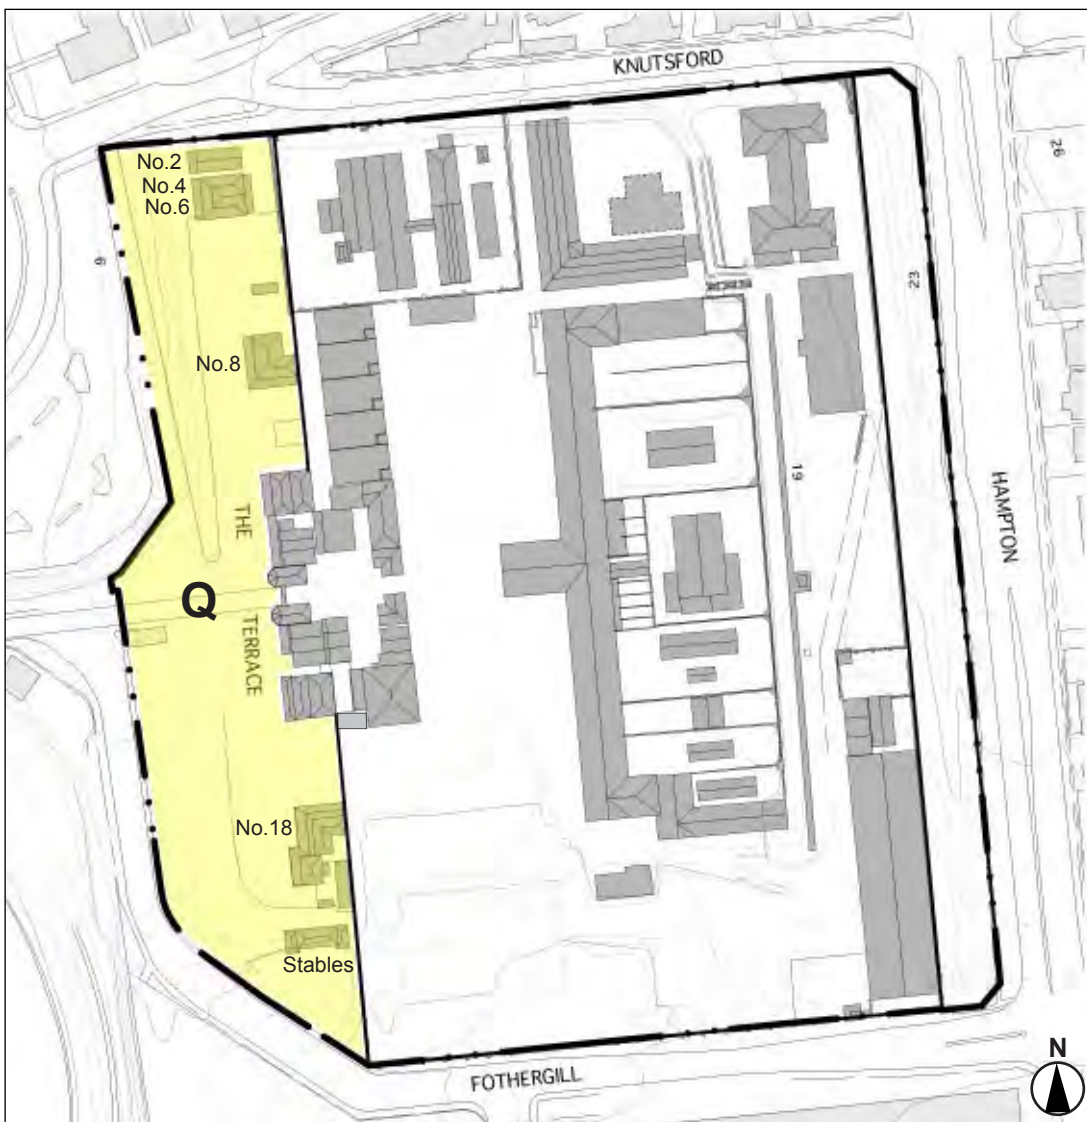 KNUTSFORD
No.2
No.4
No.6
26
6
23
No.8
19
HAMPTON
THE
TERRACE
Q
No.18
Stables
FOTHERGILL
N